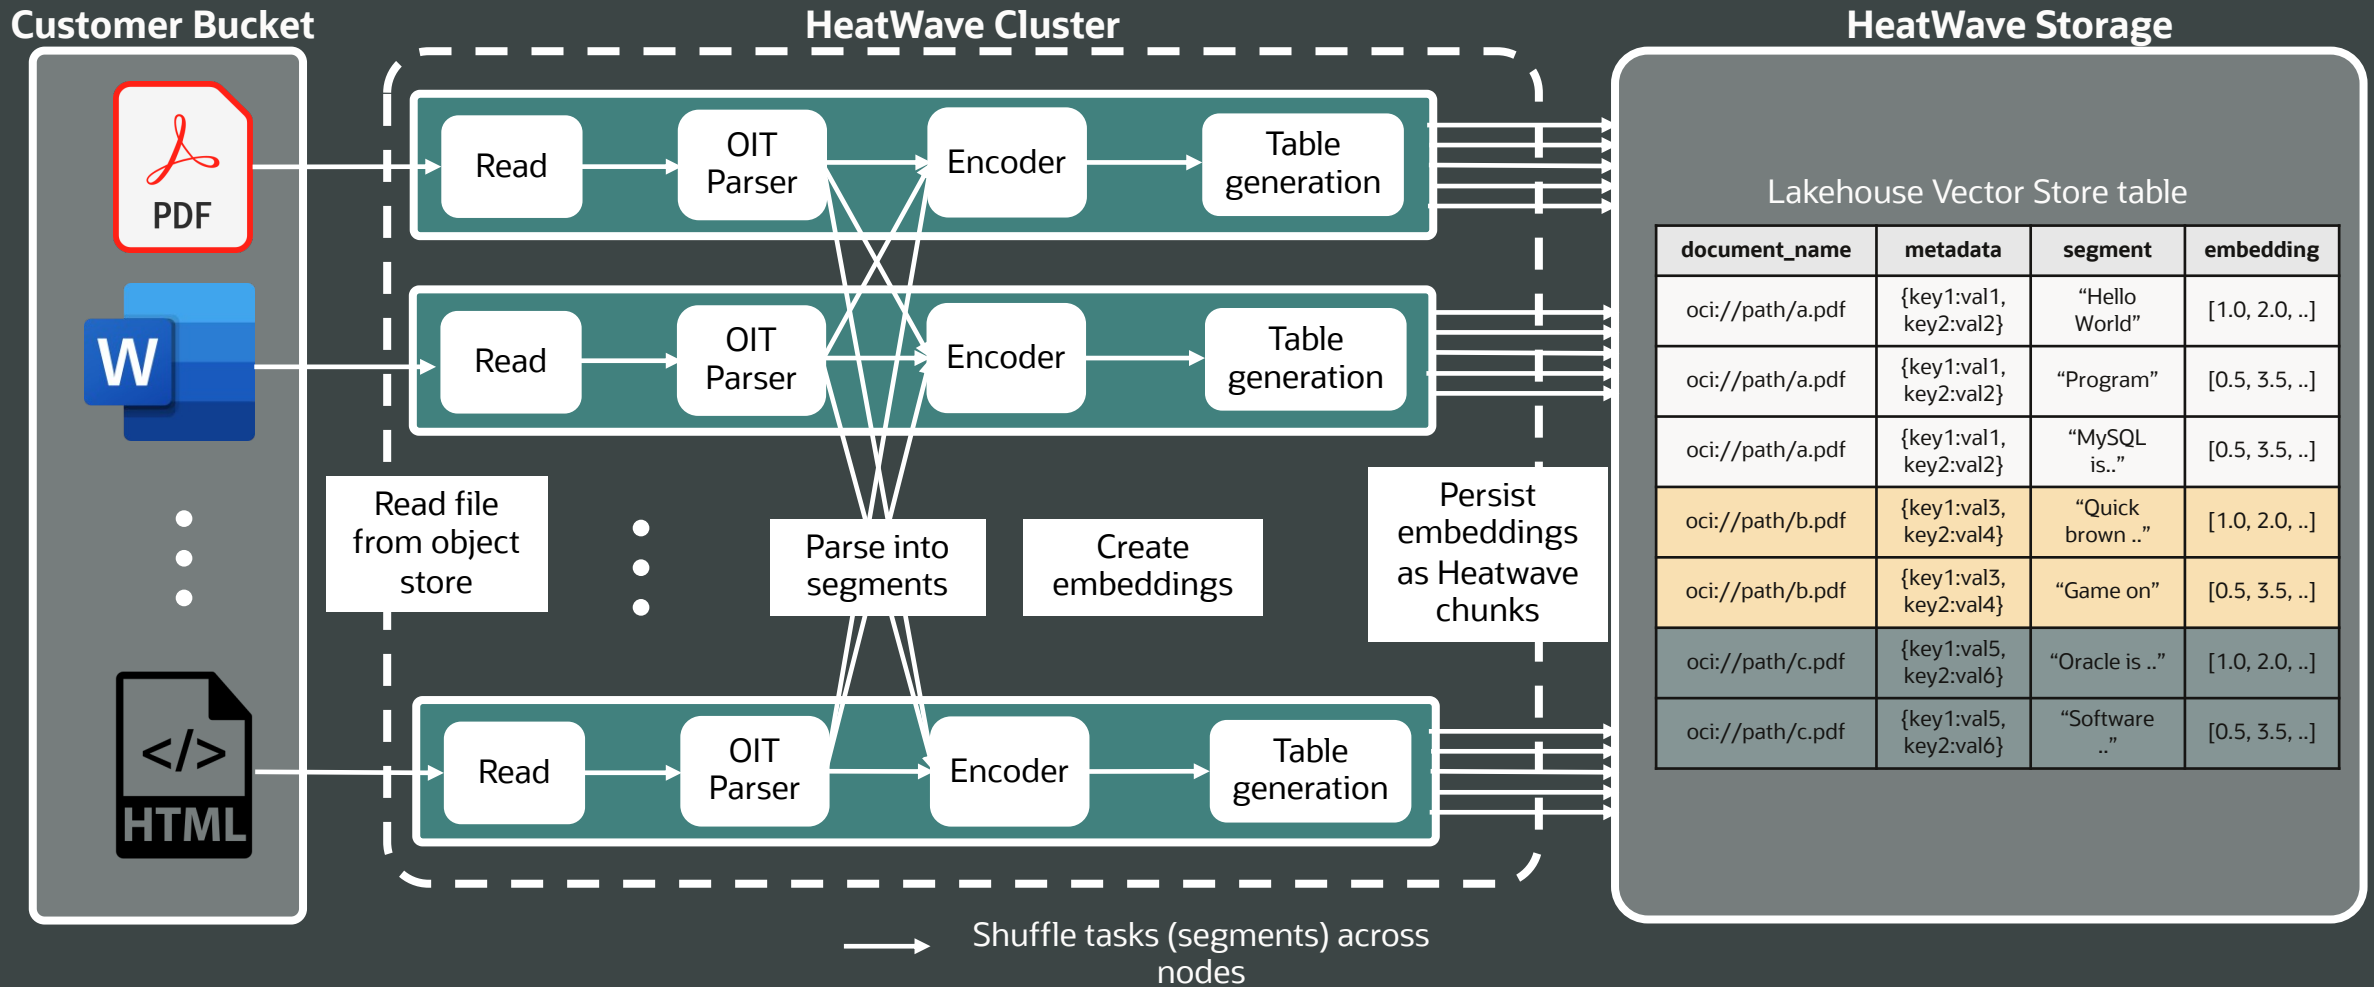 Customer Bucket
HeatWave Cluster
HeatWave Storage
PDF
W
</>
HTML
Read
OIT
Parser
Encoder
Table
generation
Read
OIT
Parser
Encoder
Table
generation
Read file
from object
store
Parse into
segments
Create
embeddings
Persist
embeddings
as Heatwave
chunks
Read
OIT
Parser
Encoder
Table
generation
Shuffle tasks (segments) across
nodes
Lakehouse Vector Store table
document_name metadata segment embedding
oci://path/a.pdf {key1:val1, key2:val2} “Hello World” [1.0, 2.0, ..]
oci://path/a.pdf {key1:val1, key2:val2} “Program” [0.5, 3.5, ..]
oci://path/a.pdf {key1:val1, key2:val2} “MySQL is..” [0.5, 3.5, ..]
oci://path/b.pdf {key1:val3, key2:val4} “Quick brown ..” [1.0, 2.0, ..]
oci://path/b.pdf {key1:val3, key2:val4} “Game on” [0.5, 3.5, ..]
oci://path/c.pdf {key1:val5, key2:val6} “Oracle is ..” [1.0, 2.0, ..]
oci://path/c.pdf {key1:val5, key2:val6} “Software ..” [0.5, 3.5, ..]